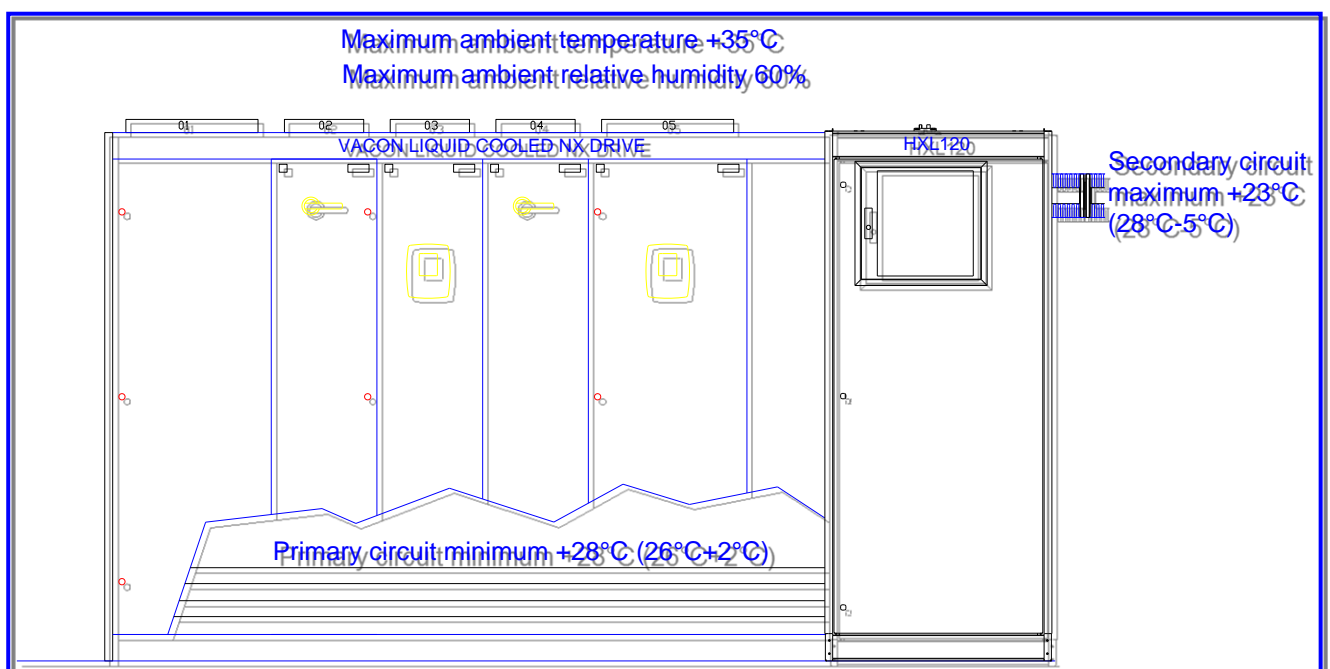 Maximum ambient temperature +35°C
Maximum ambient relative humidity 60%
01 02 03 04 05
VACON LIQUID COOLED NX DRIVE
HXL120
Secondary circuit
maximum +23°C
(28°C-5°C)
Primary circuit minimum +28°C (26°C+2°C)